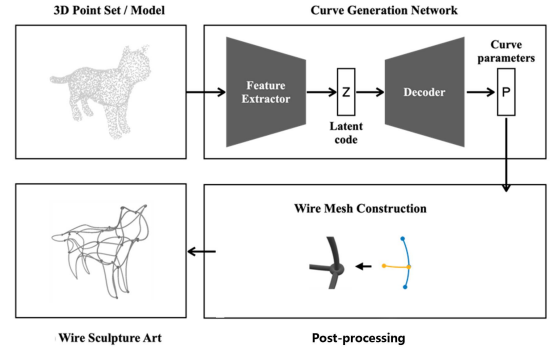 3D Point Set / Model
Curve Generation Network
Feature
Extractor
Z
Latent
code
Decoder
Curve
parameters
P
Wire Mesh Construction
Wire Sculpture Art
Post-processing